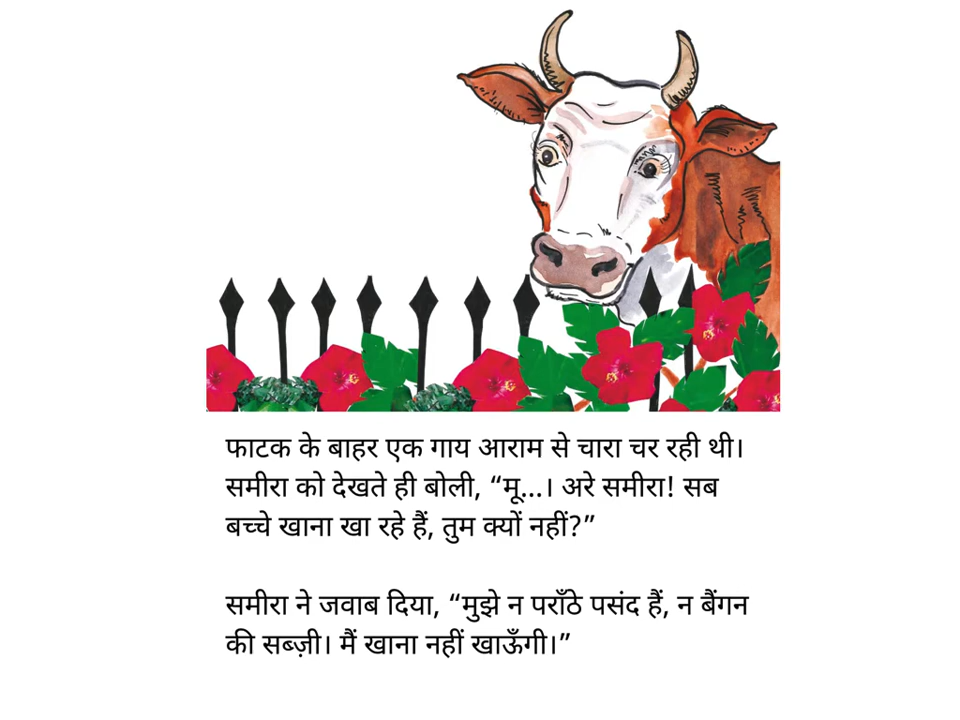 फाटक के बाहर एक गाय आराम से चारा चर रही थी।
समीरा को देखते ही बोली, “मू...। अरे समीरा! सब
बच्चे खाना खा रहे हैं, तुम क्यों नहीं?”
समीरा ने जवाब दिया, “मुझे न पराँठे पसंद हैं, न बैंगन
की सब्ज़ी। मैं खाना नहीं खाऊँगी।”